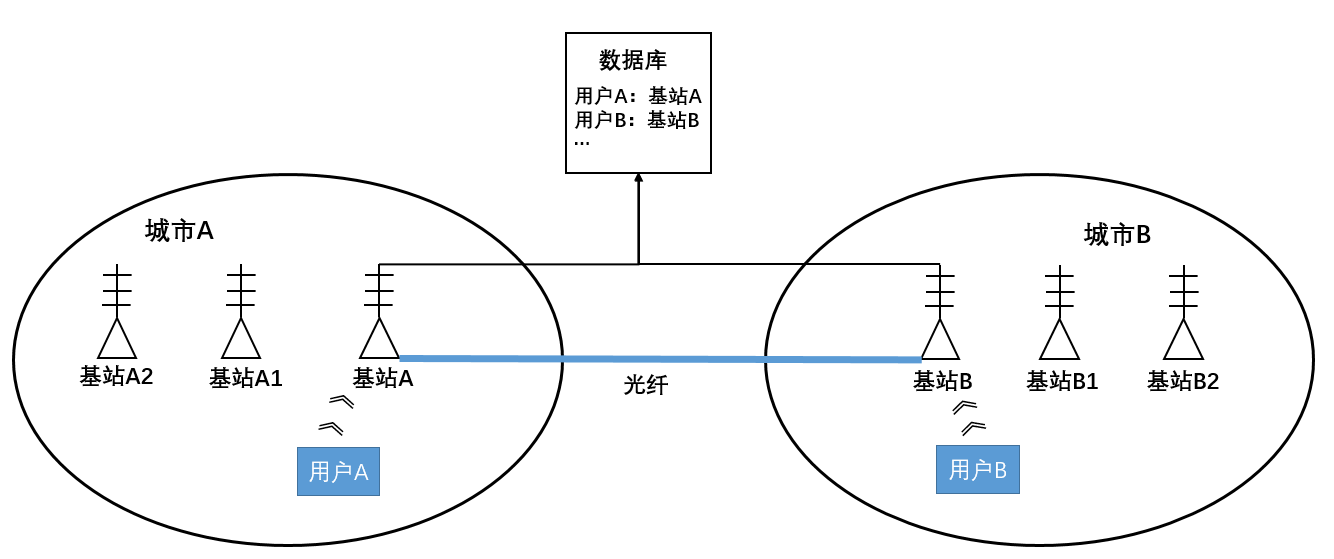 数据库
用户A：基站A
用户B：基站B
...
城市A
城市B
基站A2
基站A1
基站A
光纤
基站B
基站B1
基站B2
用户A
用户B